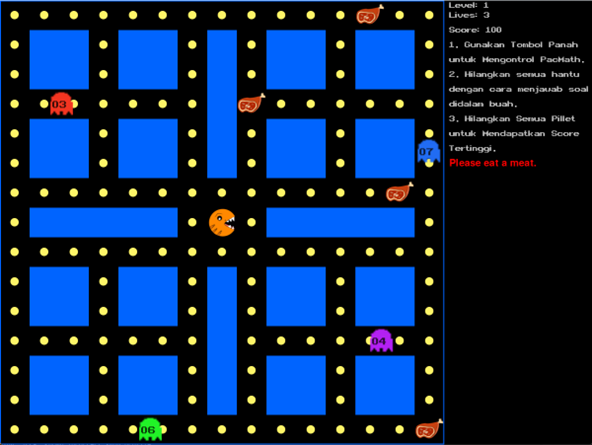 Level: 1
Lives: 3
Score: 100
1. Gunakan Tombol Panah
untuk Mengontrol PacMath.
2. Hilangkan semua hantu
dengan cara menjawab soal
didalam buah.
3. Hilangkan Semua Pillet
untuk Mendapatkan Score
Tertinggi.
Please eat a meat.
03
07
04
06